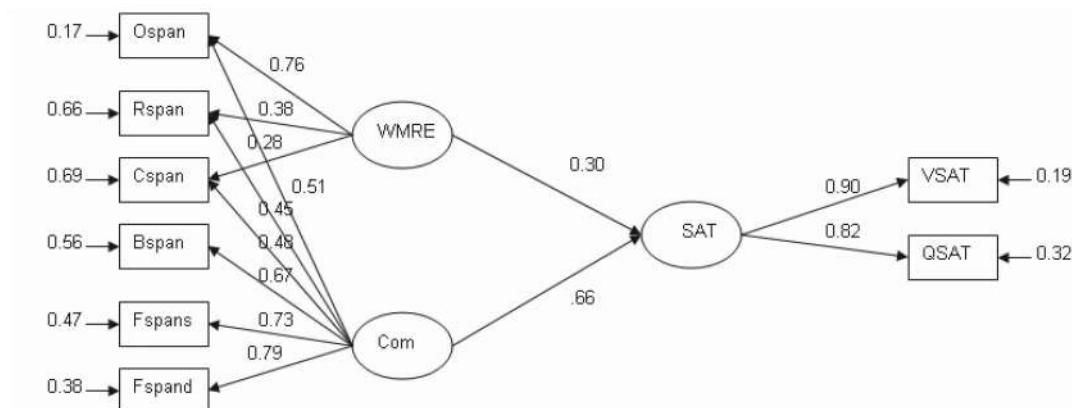 0.17
Ospan
0.76
0.66
Rspan
0.38
WMRE
0.28
0.69
Cspan
0.30
0.51
0.90
VSAT
0.19
0.45
0.56
Bspan
0.48
SAT
0.82
QSAT
0.32
0.67
.66
0.47
Fspans
0.73
Com
0.79
0.38
Fspand